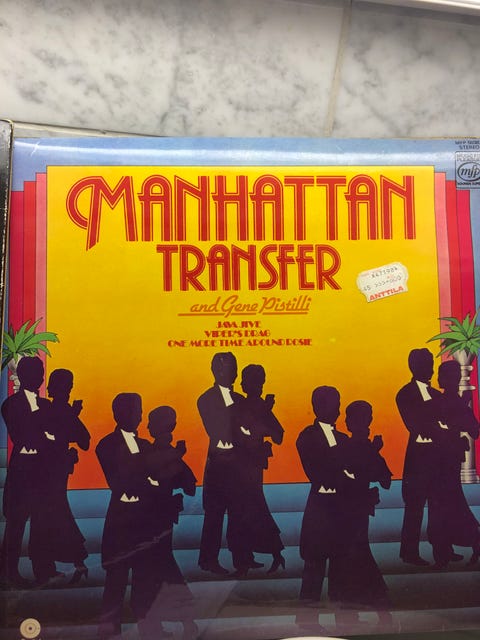 STEREO
mfp
MANHATTAN
TRANSFER
and Gene Pistilli
JAVA JIVE
VIPER'S DRAG
ONE MORE TIME AROUND ROSIE
ANTTILA